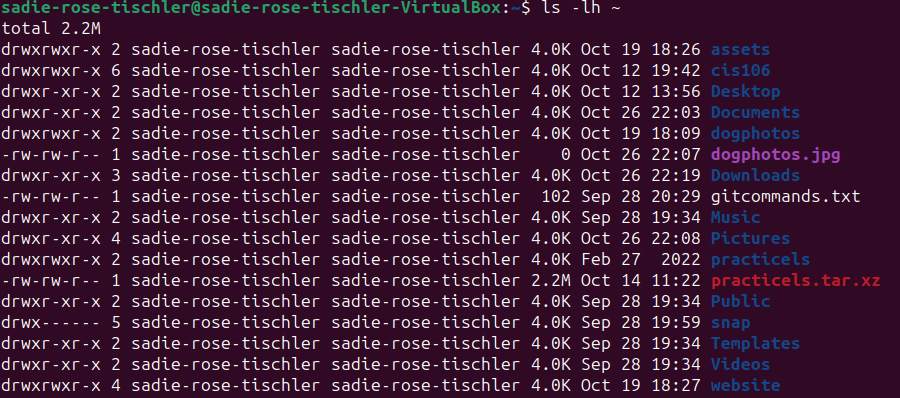 sadie-rose-tischler@sadie-rose-tischler-VirtualBox:~$ ls -lh ~
total 2.2M
drwxrwxr-x 2 sadie-rose-tischler sadie-rose-tischler 4.0K Oct 19 18:26 assets
drwxrwxr-x 6 sadie-rose-tischler sadie-rose-tischler 4.0K Oct 12 19:42 cis106
drwxr-xr-x 2 sadie-rose-tischler sadie-rose-tischler 4.0K Oct 12 13:56 Desktop
drwxr-xr-x 2 sadie-rose-tischler sadie-rose-tischler 4.0K Oct 26 22:03 Documents
drwxrwxr-x 2 sadie-rose-tischler sadie-rose-tischler 4.0K Oct 19 18:09 dogphotos
-rw-rw-r-- 1 sadie-rose-tischler sadie-rose-tischler    0 Oct 26 22:07 dogphotos.jpg
drwxr-xr-x 3 sadie-rose-tischler sadie-rose-tischler 4.0K Oct 26 22:19 Downloads
-rw-rw-r-- 1 sadie-rose-tischler sadie-rose-tischler  102 Sep 28 20:29 gitcommands.txt
drwxr-xr-x 2 sadie-rose-tischler sadie-rose-tischler 4.0K Sep 28 19:34 Music
drwxr-xr-x 4 sadie-rose-tischler sadie-rose-tischler 4.0K Oct 26 22:08 Pictures
drwxrwxr-x 2 sadie-rose-tischler sadie-rose-tischler 4.0K Feb 27  2022 practicels
-rw-rw-r-- 1 sadie-rose-tischler sadie-rose-tischler 2.2M Oct 14 11:22 practicels.tar.xz
drwxr-xr-x 2 sadie-rose-tischler sadie-rose-tischler 4.0K Sep 28 19:34 Public
drwx------ 5 sadie-rose-tischler sadie-rose-tischler 4.0K Sep 28 19:59 snap
drwxr-xr-x 2 sadie-rose-tischler sadie-rose-tischler 4.0K Sep 28 19:34 Templates
drwxr-xr-x 2 sadie-rose-tischler sadie-rose-tischler 4.0K Sep 28 19:34 Videos
drwxrwxr-x 4 sadie-rose-tischler sadie-rose-tischler 4.0K Oct 19 18:27 website